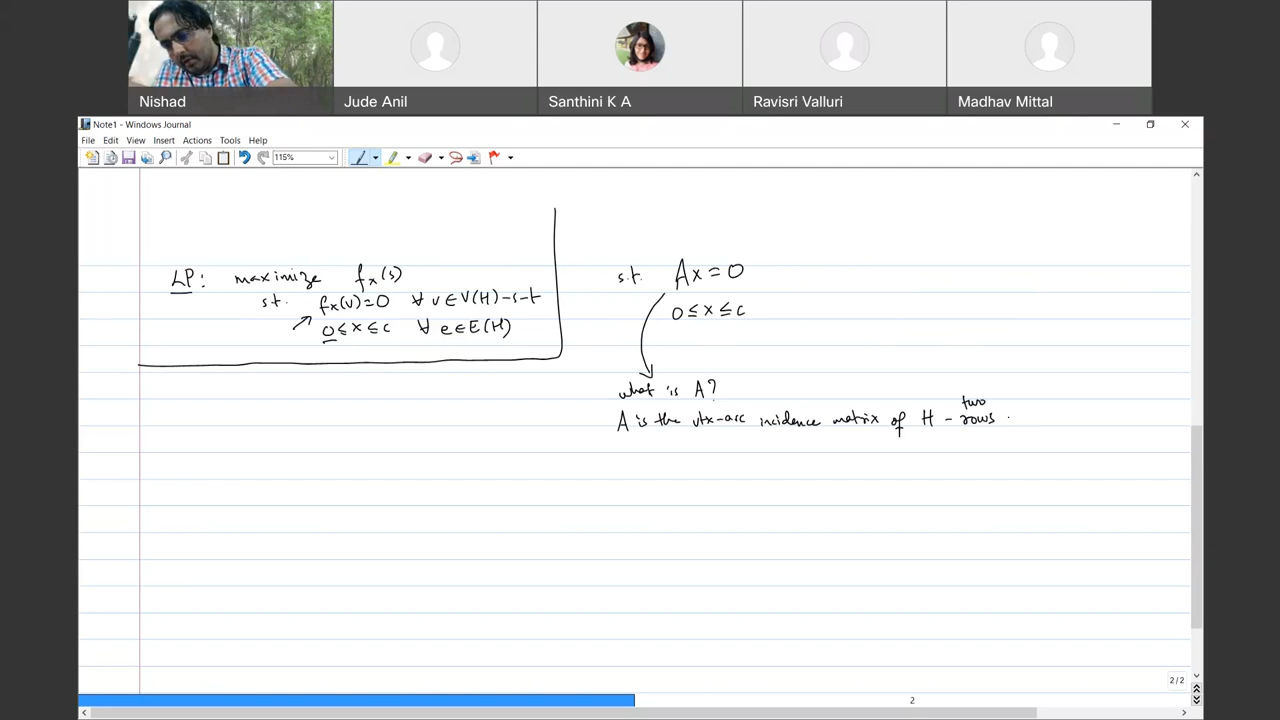 Nishad
Jude Anil
Santhini K A
Ravisri Valluri
Madhav Mittal
Note1 - Windows Journal
File Edit View Insert Actions Tools Help
115%
LP: maximize fx(s)
s.t. fx(v)=0 ∀ v∈V(H)-s-t
0≤x≤c ∀ e∈E(H)
s.t. Ax=0
0≤x≤c
what is A?
two
A is the vtx-arc incidence matrix of H - rows.
2/2
2